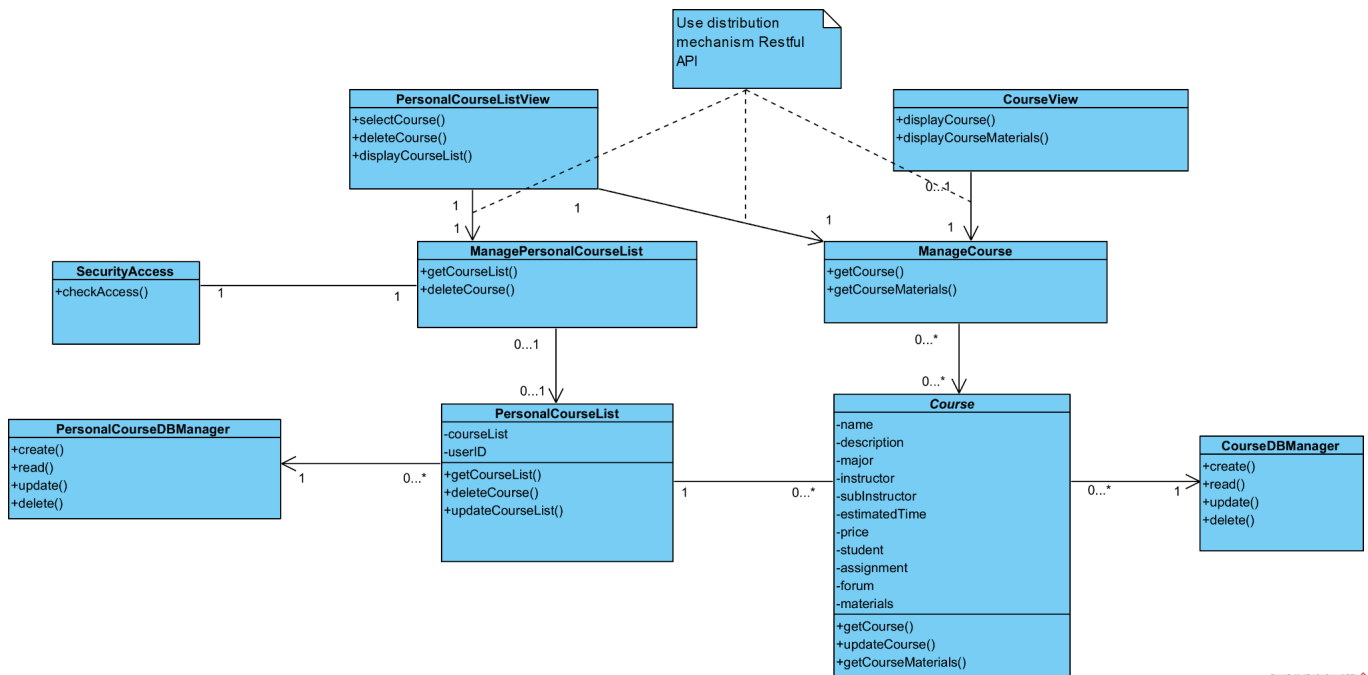 Use distribution
mechanism Restful
API
PersonalCourseListView
+selectCourse()
+deleteCourse()
+displayCourseList()
CourseView
+displayCourse()
+displayCourseMaterials()
0...1
1
1
1
1
1
ManagePersonalCourseList
+getCourseList()
+deleteCourse()
ManageCourse
+getCourse()
+getCourseMaterials()
SecurityAccess
+checkAccess()
1
1
0...1
0...1
0...*
0...*
PersonalCourseDBManager
+create()
+read()
+update()
+delete()
1
0...*
PersonalCourseList
-courseList
-userID
+getCourseList()
+deleteCourse()
+updateCourseList()
1
0...*
Course
-name
-description
-major
-instructor
-subInstructor
-estimatedTime
-price
-student
-assignment
-forum
-materials
+getCourse()
+updateCourse()
+getCourseMaterials()
0...*
1
CourseDBManager
+create()
+read()
+update()
+delete()